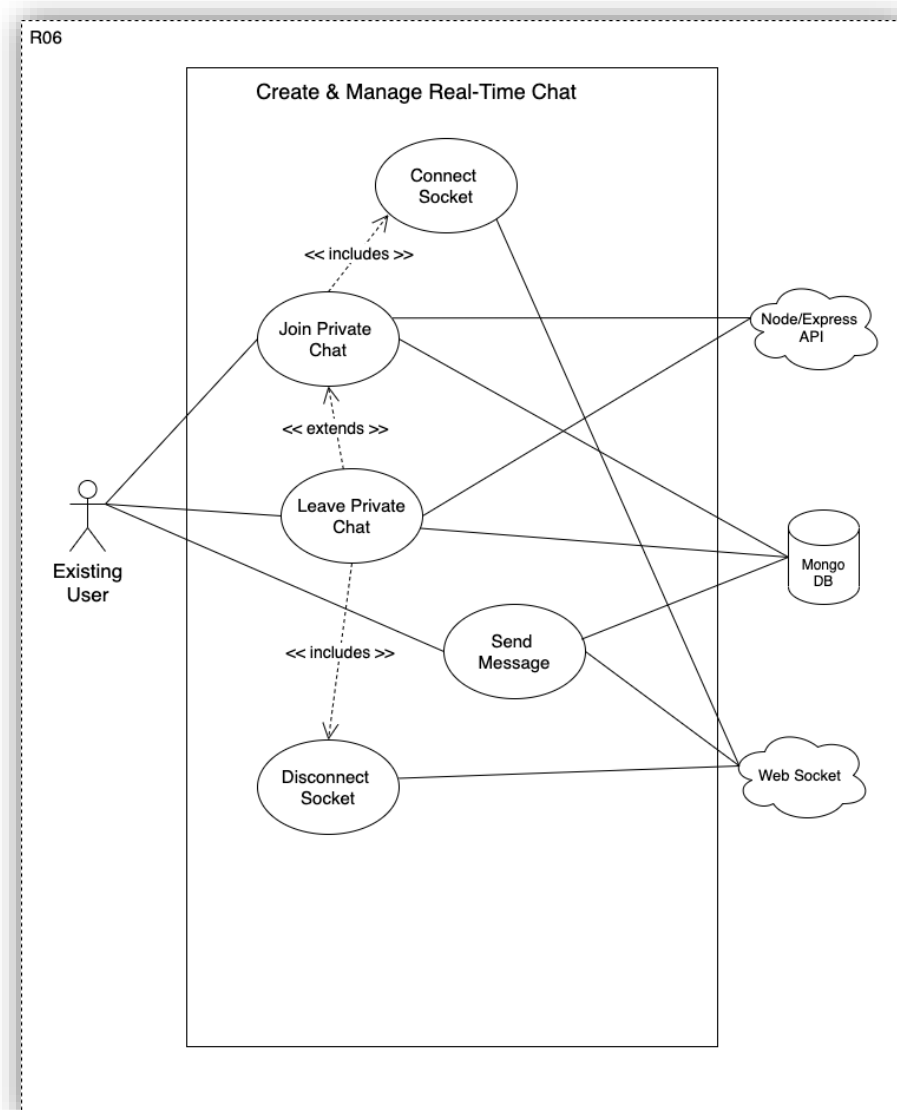 R06
Create & Manage Real-Time Chat
Connect
Socket
<< includes >>
Join Private
Chat
Node/Express
API
<< extends >>
Leave Private
Chat
Existing
User
Mongo
DB
Send
Message
<< includes >>
Disconnect
Socket
Web Socket